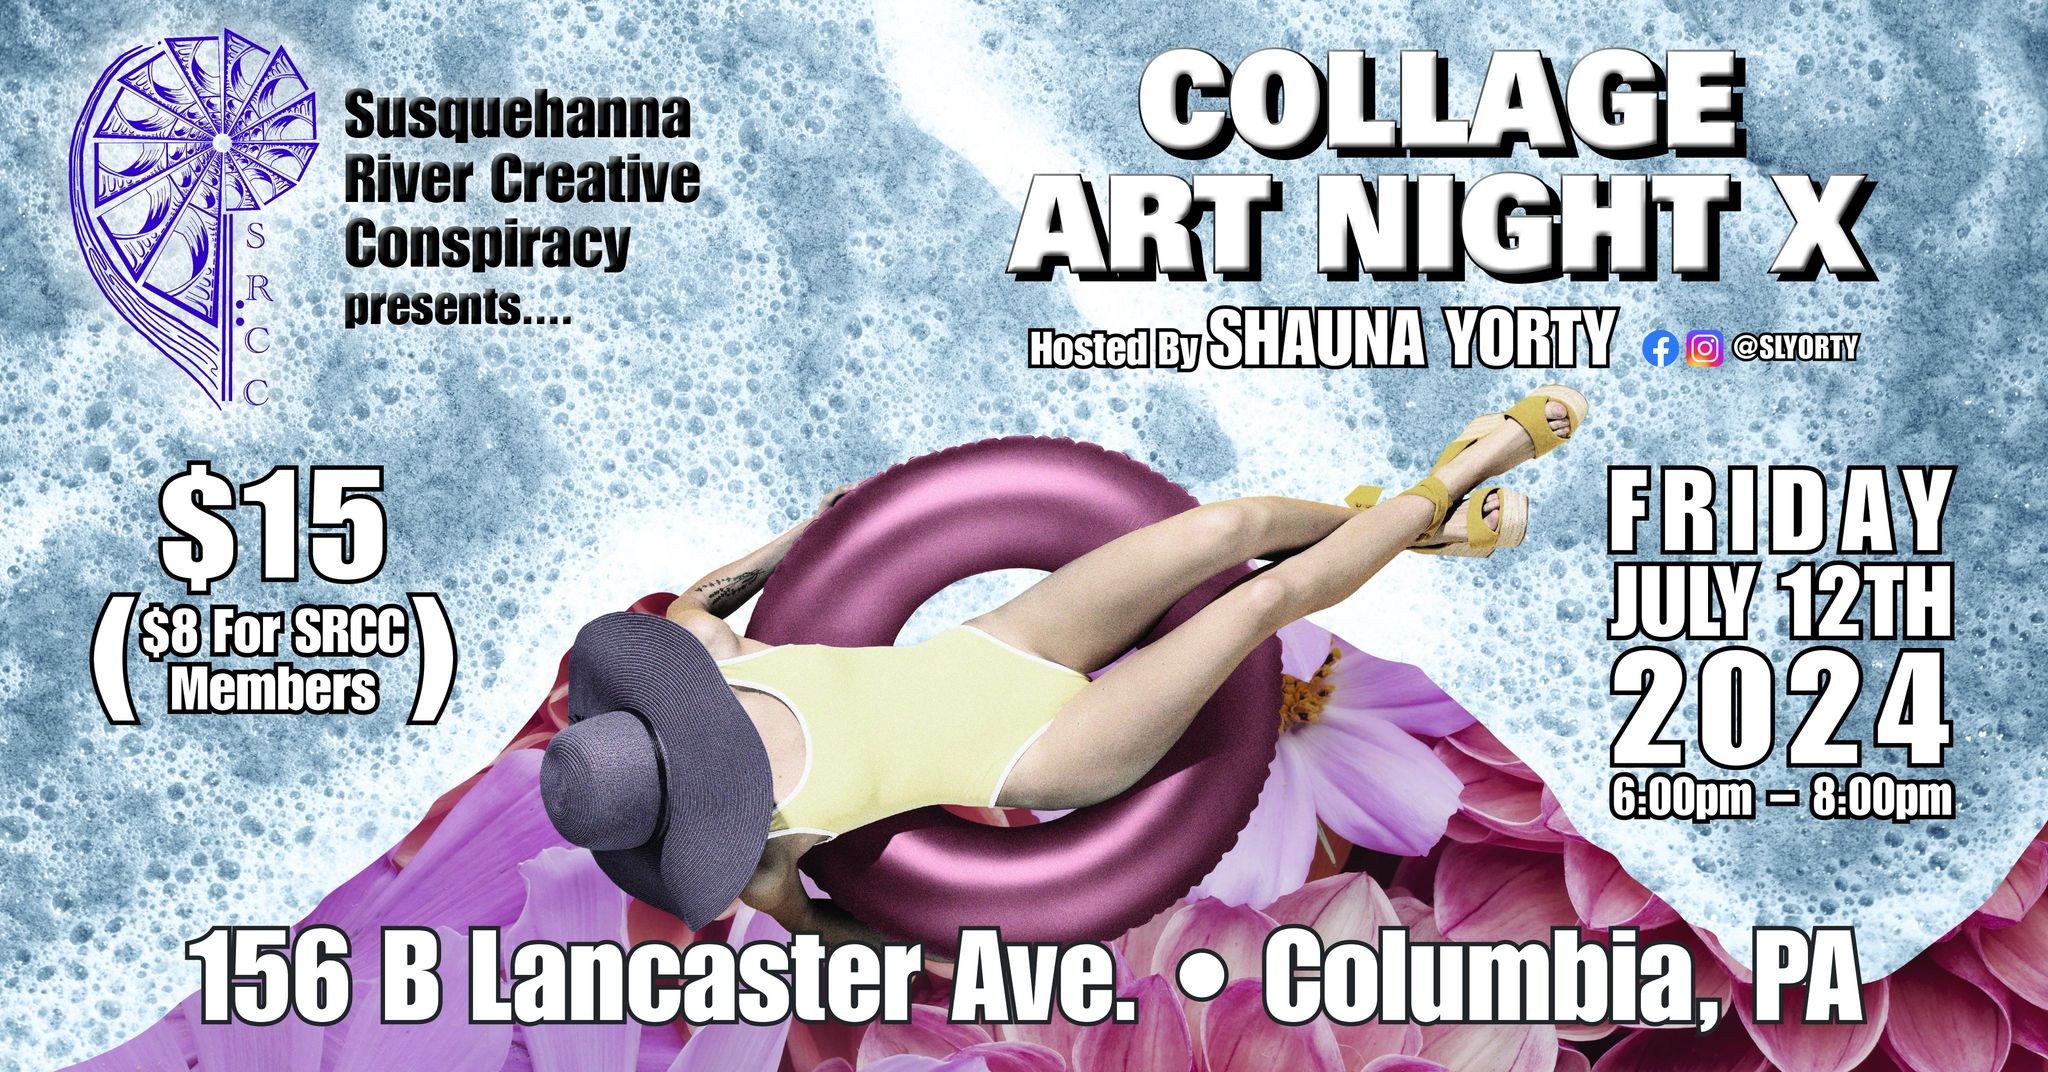 SRCC
Susquehanna
River Creative
Conspiracy
presents....
COLLAGE
ART NIGHT X
Hosted By SHAUNA YORTY @SLYORTY
$15
($8 For SRCC
Members)
FRIDAY
JULY 12TH
2024
6:00pm – 8:00pm
156 B Lancaster Ave. • Columbia, PA